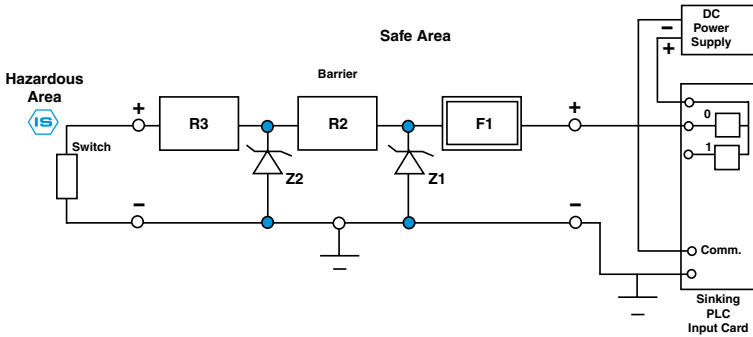 DC
Power
Supply
−
+
Safe Area
Hazardous
Area
IS
Barrier
Switch
+
R3
R2
F1
+
0
1
Z2
Z1
−
−
Comm.
Sinking
PLC
Input Card